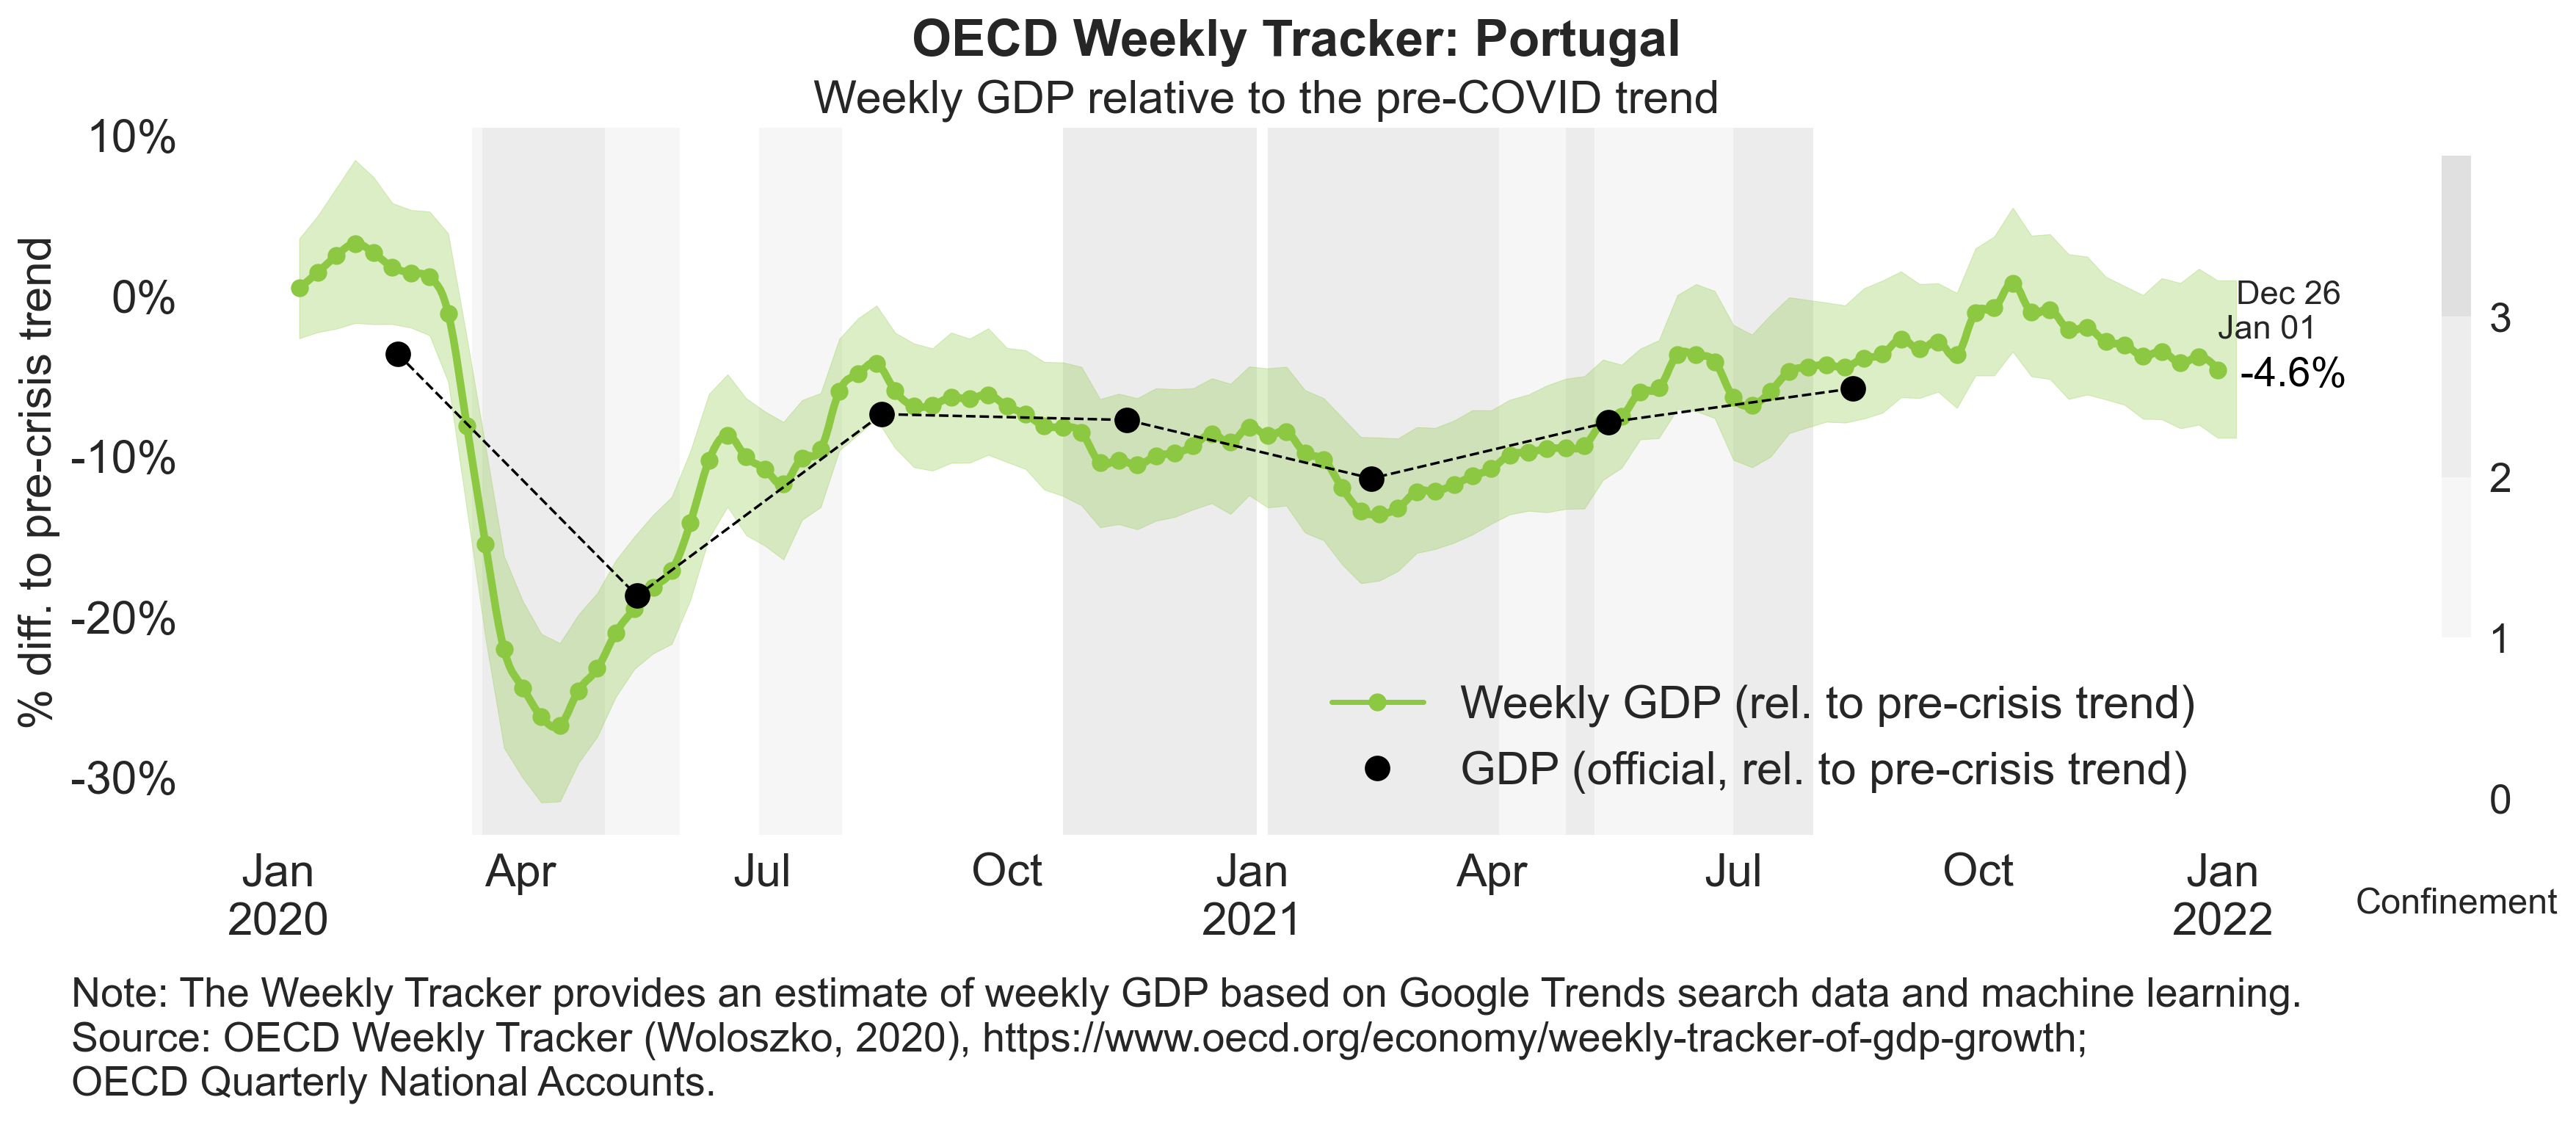 OECD Weekly Tracker: Portugal
Weekly GDP relative to the pre-COVID trend
% diff. to pre-crisis trend
10%
0%
-10%
-20%
-30%
Dec 26
Jan 01
-4.6%
3
2
1
0
Confinement
Weekly GDP (rel. to pre-crisis trend)
GDP (official, rel. to pre-crisis trend)
Jan Apr Jul Oct Jan Apr Jul Oct Jan
2020 2021 2022
Note: The Weekly Tracker provides an estimate of weekly GDP based on Google Trends search data and machine learning.
Source: OECD Weekly Tracker (Woloszko, 2020), https://www.oecd.org/economy/weekly-tracker-of-gdp-growth;
OECD Quarterly National Accounts.